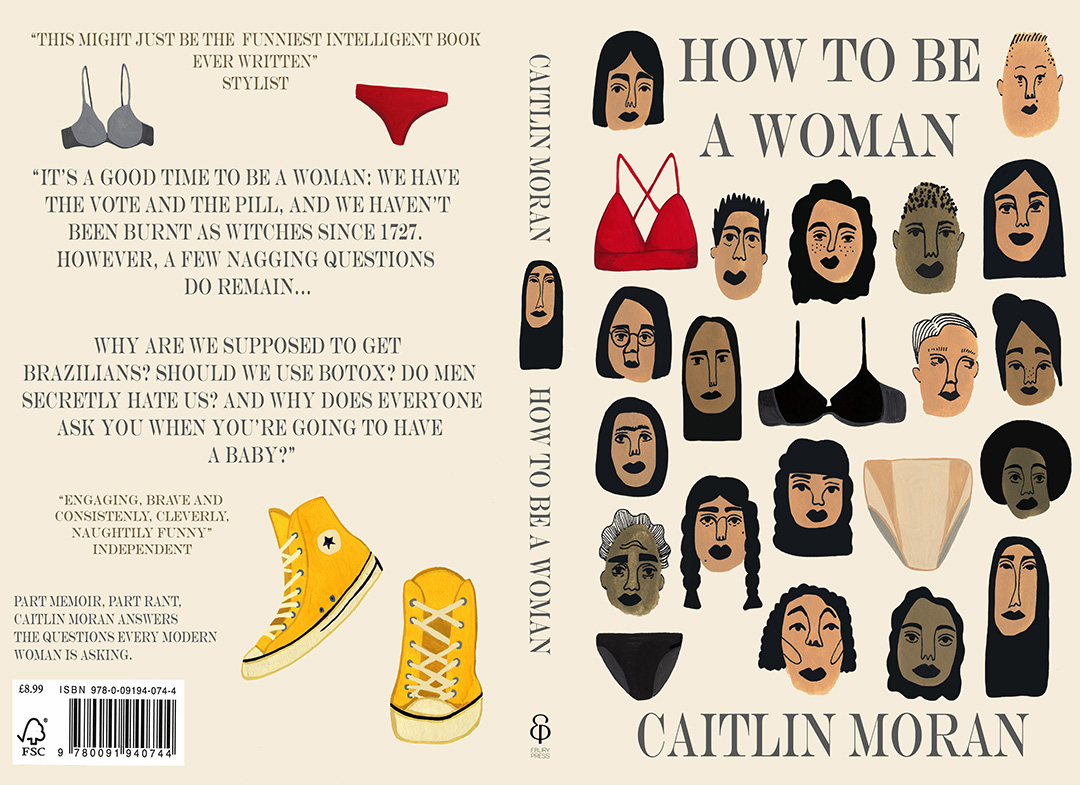 “THIS MIGHT JUST BE THE FUNNIEST INTELLIGENT BOOK
EVER WRITTEN”
STYLIST
“IT’S A GOOD TIME TO BE A WOMAN: WE HAVE
THE VOTE AND THE PILL, AND WE HAVEN’T
BEEN BURNT AS WITCHES SINCE 1727.
HOWEVER, A FEW NAGGING QUESTIONS
DO REMAIN...
WHY ARE WE SUPPOSED TO GET
BRAZILIANS? SHOULD WE USE BOTOX? DO MEN
SECRETLY HATE US? AND WHY DOES EVERYONE
ASK YOU WHEN YOU’RE GOING TO HAVE
A BABY?”
“ENGAGING, BRAVE AND
CONSISTENLY, CLEVERLY,
NAUGHTILY FUNNY”
INDEPENDENT
PART MEMOIR, PART RANT,
CAITLIN MORAN ANSWERS
THE QUESTIONS EVERY MODERN
WOMAN IS ASKING.
£8.99 ISBN 978-0-09194-074-4
FSC
9 780091 940744
CAITLIN MORAN
HOW TO BE A WOMAN
EBURY
PRESS
HOW TO BE
A WOMAN
CAITLIN MORAN